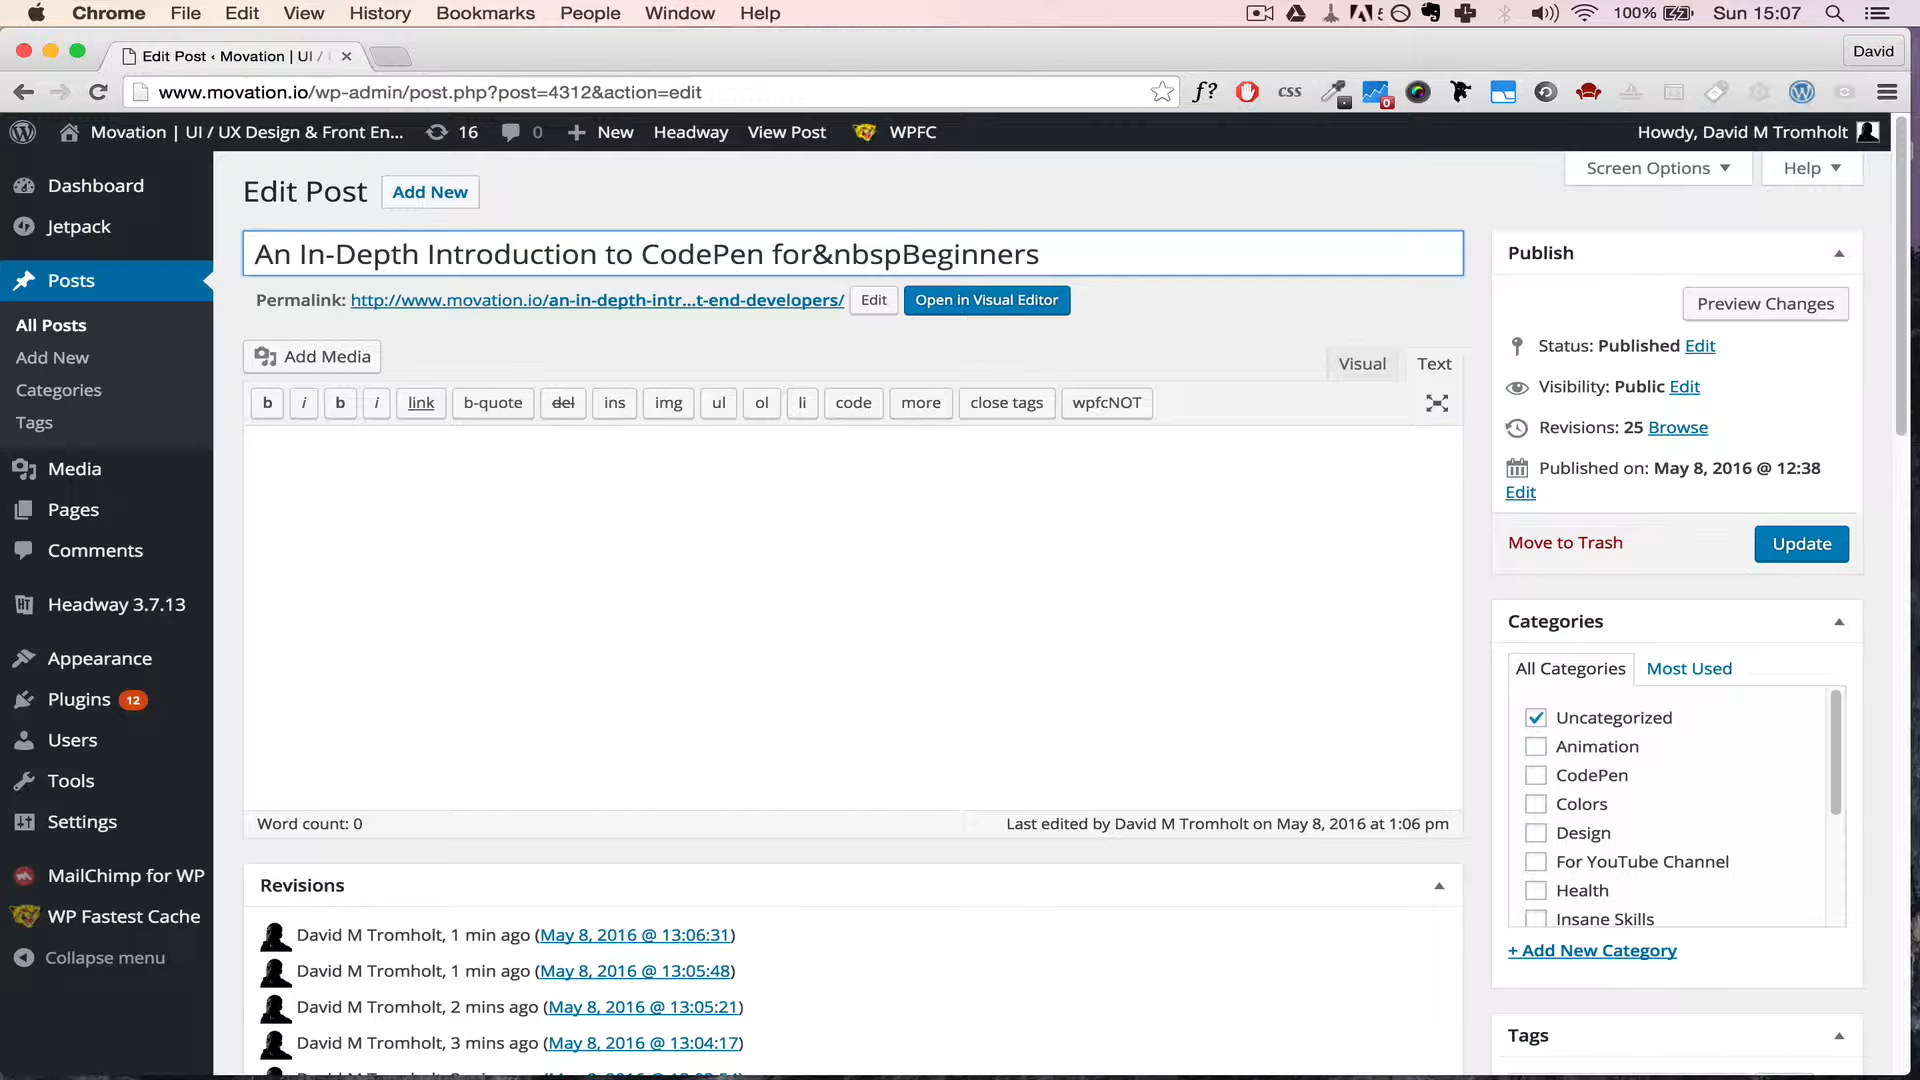 Chrome File Edit View History Bookmarks People Window Help 100% Sun 15:07
Edit Post ‹ Movation | UI / David
www.movation.io/wp-admin/post.php?post=4312&action=edit f? css 0
Movation | UI / UX Design & Front En... 16 0 New Headway View Post WPFC Howdy, David M Tromholt
Screen Options Help
Dashboard
Jetpack
Posts
All Posts
Add New
Categories
Tags
Media
Pages
Comments
Headway 3.7.13
Appearance
Plugins 12
Users
Tools
Settings
MailChimp for WP
WP Fastest Cache
Collapse menu
Edit Post Add New
An In-Depth Introduction to CodePen for&nbspBeginners
Permalink: http://www.movation.io/an-in-depth-intr...t-end-developers/ Edit Open in Visual Editor
Add Media Visual Text
b i b i link b-quote del ins img ul ol li code more close tags wpfcNOT
Word count: 0 Last edited by David M Tromholt on May 8, 2016 at 1:06 pm
Revisions
David M Tromholt, 1 min ago (May 8, 2016 @ 13:06:31)
David M Tromholt, 1 min ago (May 8, 2016 @ 13:05:48)
David M Tromholt, 2 mins ago (May 8, 2016 @ 13:05:21)
David M Tromholt, 3 mins ago (May 8, 2016 @ 13:04:17)
Publish
Preview Changes
Status: Published Edit
Visibility: Public Edit
Revisions: 25 Browse
Published on: May 8, 2016 @ 12:38
Edit
Move to Trash Update
Categories
All Categories Most Used
Uncategorized
Animation
CodePen
Colors
Design
For YouTube Channel
Health
Insane Skills
+ Add New Category
Tags